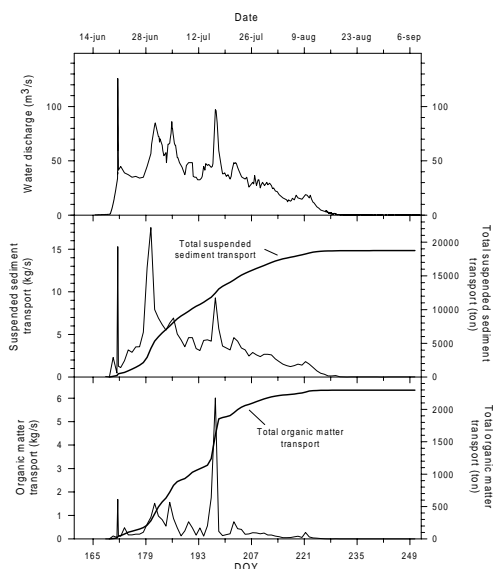 Date
14-jun 28-jun 12-jul 26-jul 9-aug 23-aug 6-sep
Water discharge (m³/s)
100 100
50 50
0 0
Suspended sediment
transport (kg/s)
Total suspended
sediment transport
15
10
5
0
20000
15000
10000
5000
0
Total suspended sediment
transport (ton)
Organic matter
transport (kg/s)
6
5
4
3
2
1
0
Total organic matter
transport
2000
1500
1000
500
0
Total organic matter
transport (ton)
165 179 193 207 221 235 249
DOY